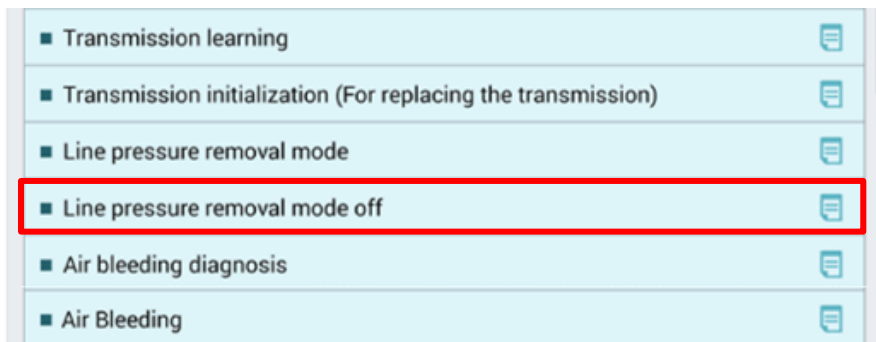 Transmission learning
Transmission initialization (For replacing the transmission)
Line pressure removal mode
Line pressure removal mode off
Air bleeding diagnosis
Air Bleeding